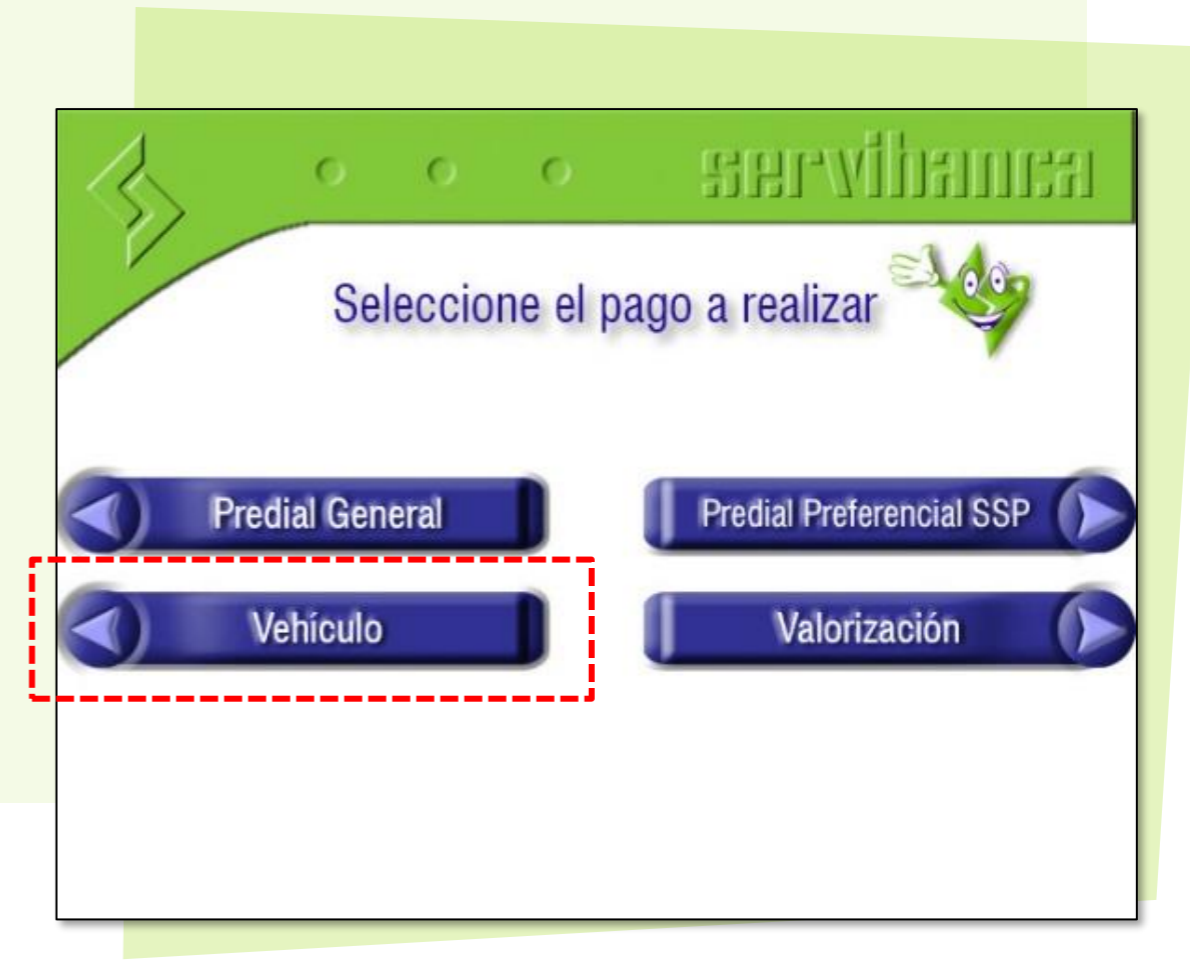 servibanca
Seleccione el pago a realizar
Predial General
Predial Preferencial SSP
Vehículo
Valorización